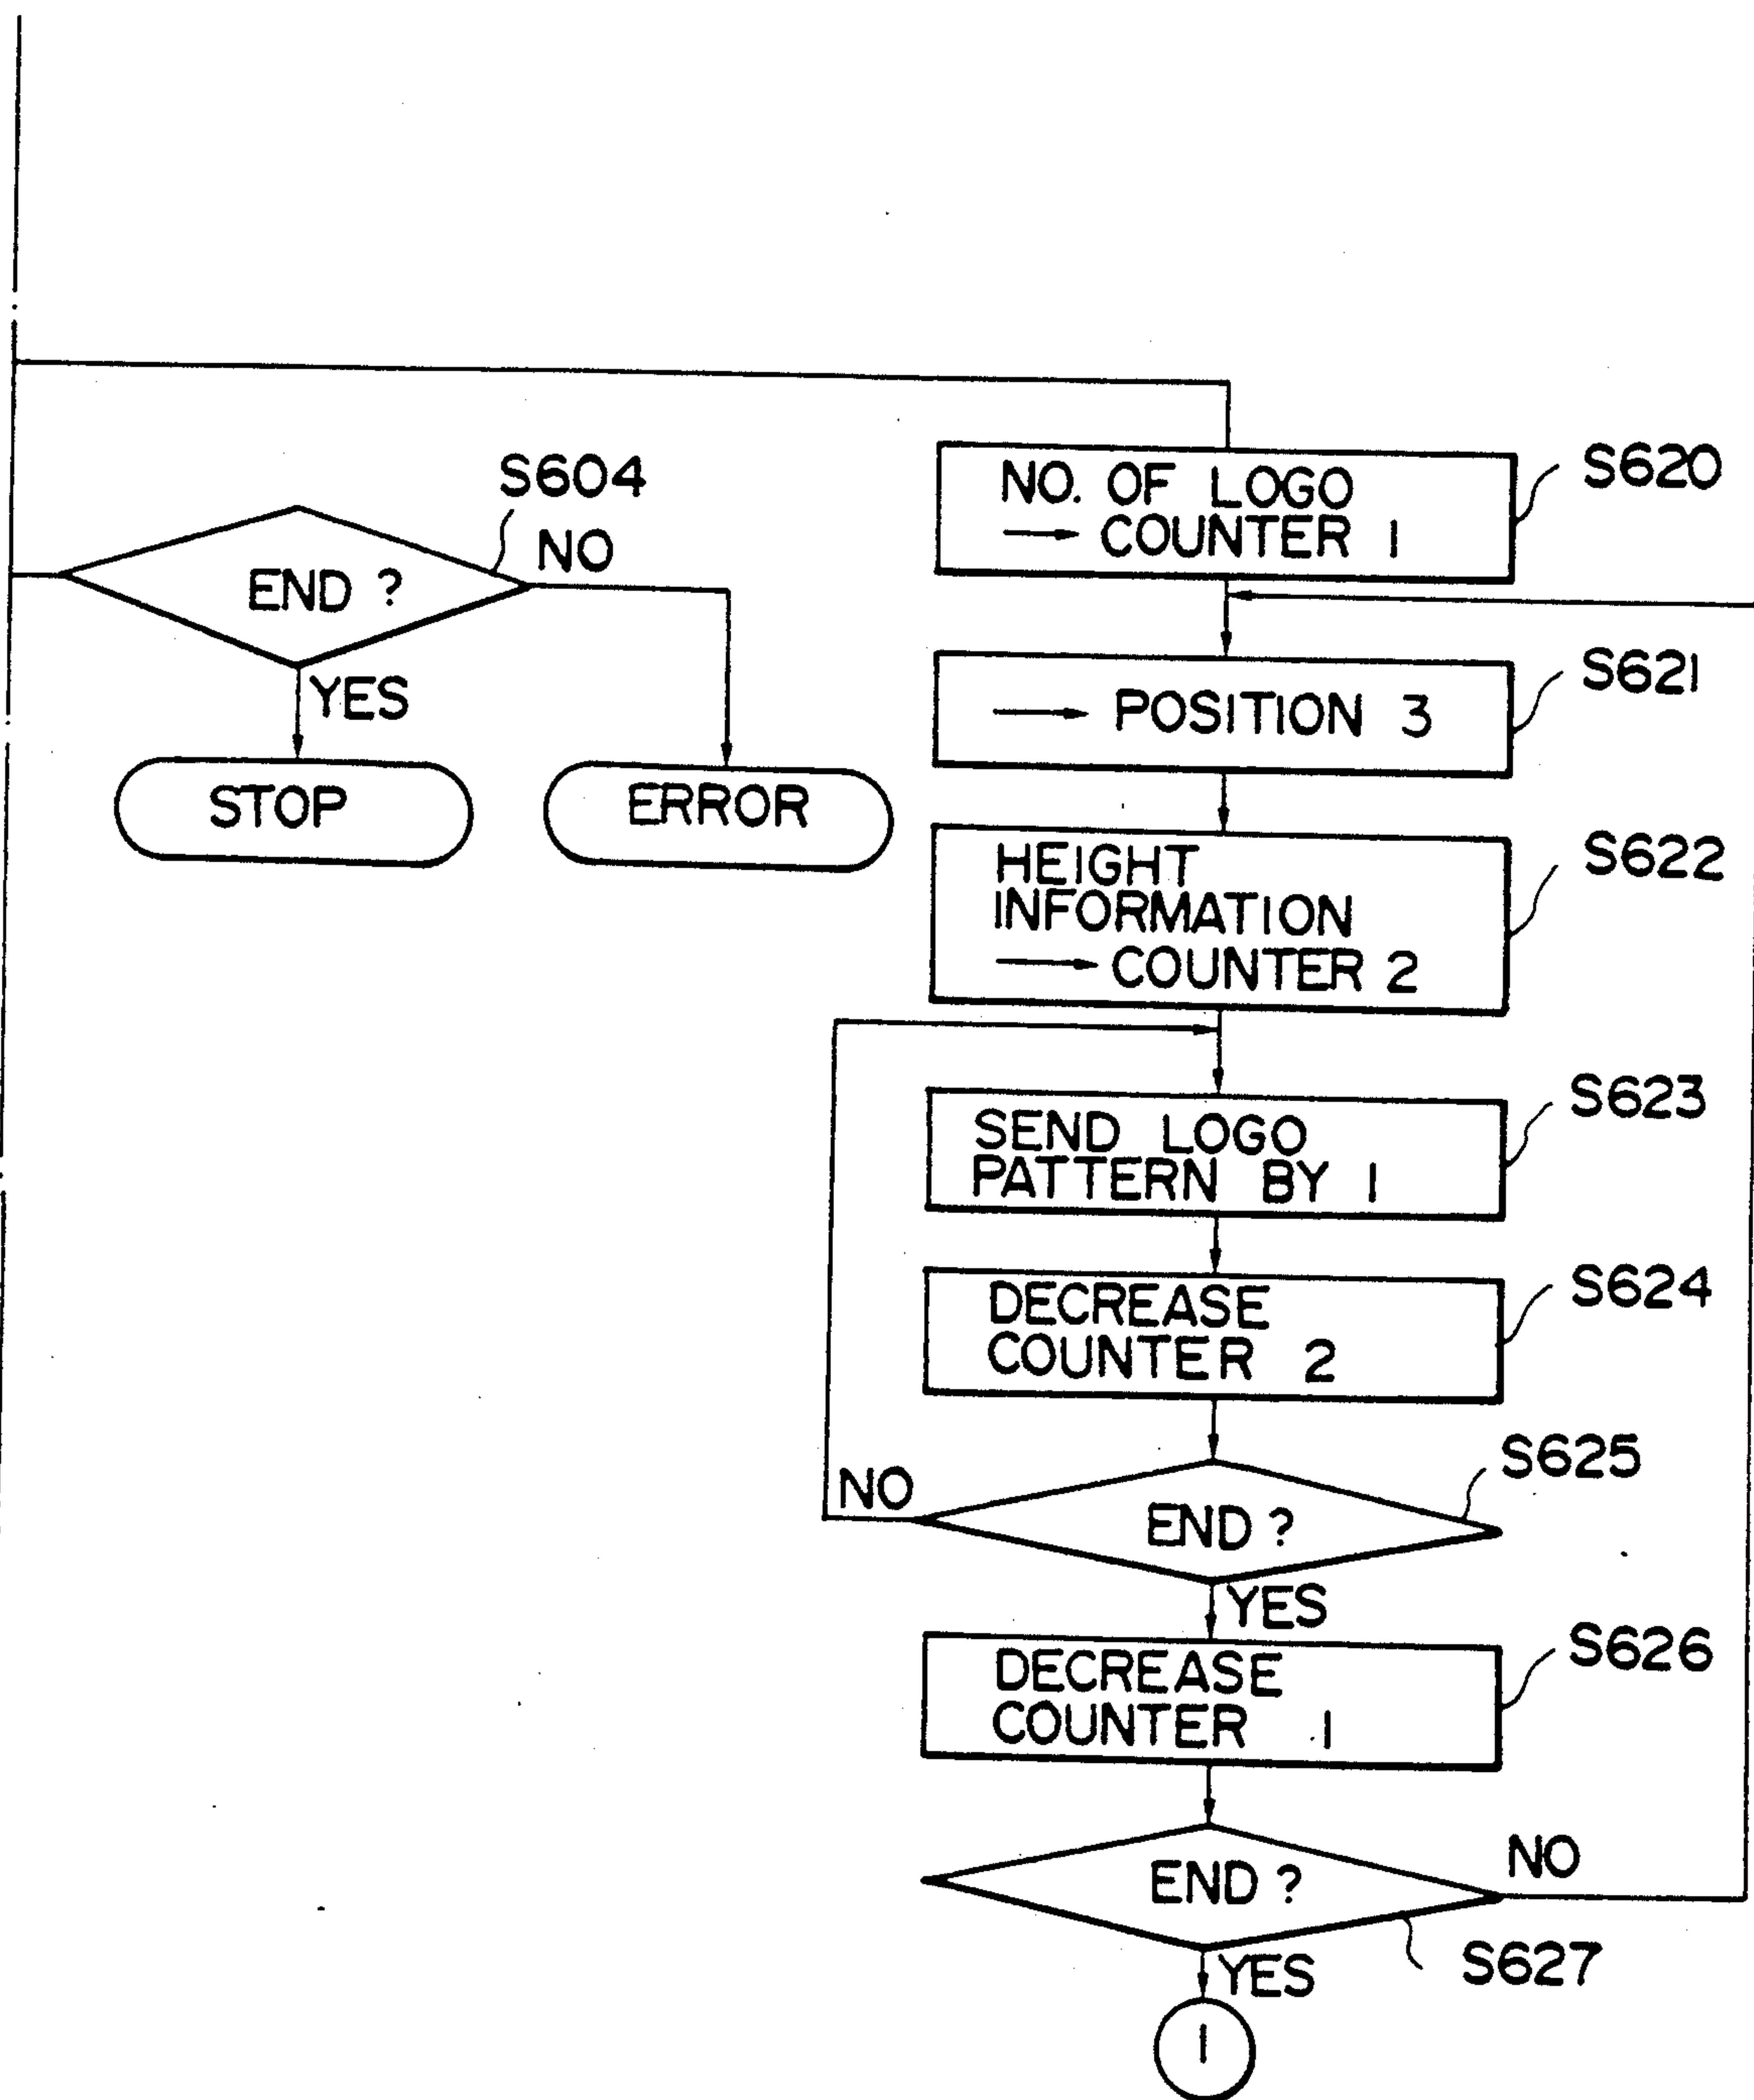 S604
END ?
NO
YES
STOP
ERROR
NO. OF LOGO
→ COUNTER 1
S620
→ POSITION 3
S621
HEIGHT
INFORMATION
→ COUNTER 2
S622
SEND LOGO
PATTERN BY 1
S623
DECREASE
COUNTER 2
S624
S625
NO
END ?
YES
DECREASE
COUNTER 1
S626
END ?
NO
S627
YES
1